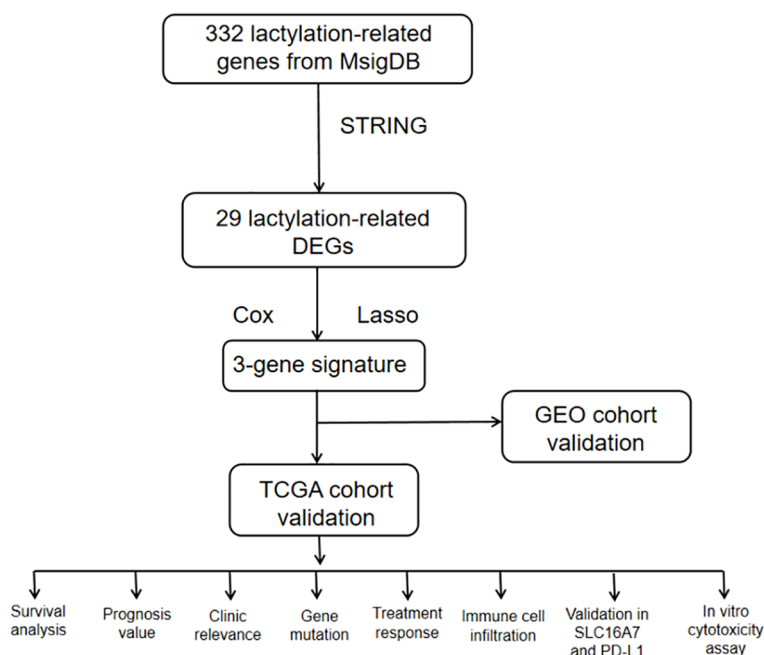 332 lactylation-related
genes from MsigDB
STRING
29 lactylation-related
DEGs
Cox
Lasso
3-gene signature
GEO cohort
validation
TCGA cohort
validation
Survival
analysis
Prognosis
value
Clinic
relevance
Gene
mutation
Treatment
response
Immune cell
infiltration
Validation in
SLC16A7
and PD-L1
In vitro
cytotoxicity
assay